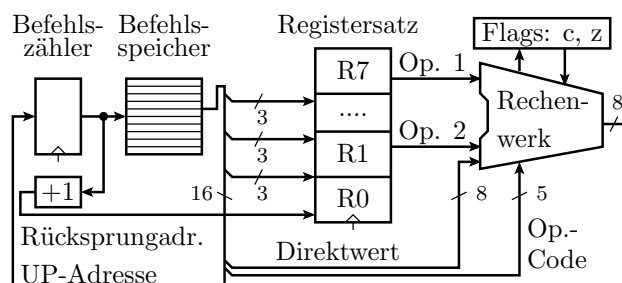 Befehls-
zähler
Befehls-
speicher
Registersatz
Flags: c, z
R7
....
R1
R0
Op. 1
Op. 2
Rechen-
werk
8
3
3
3
+1
16
8
5
Rücksprungadr.
UP-Adresse
Direktwert
Op.-
Code